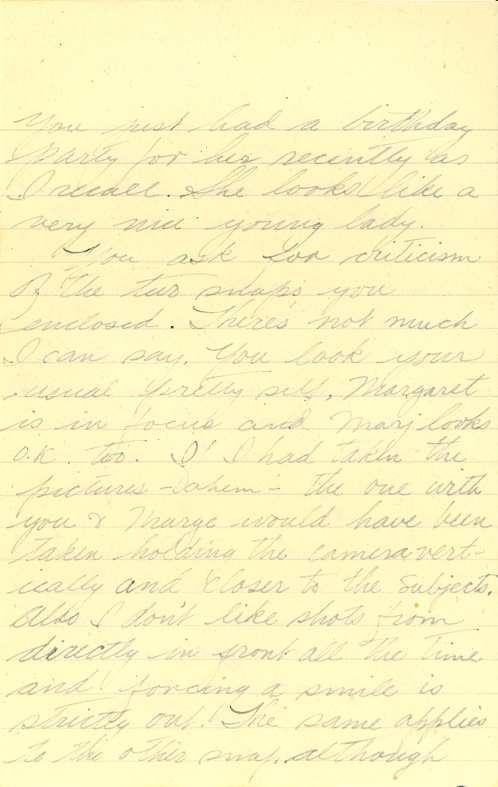 You just had a birthday
party for her recently as
I recall. She looks like a
very nice young lady.
You ask for criticism
of the two snaps you
enclosed. There's not much
I can say. You look your
usual pretty self, Margaret
is in focus and Marj looks
O.K. too. If I had taken the
pictures - ahem - the one with
you & Marge would have been
taken holding the camera vert-
ically and closer to the subjects.
Also I don't like shots from
directly in front all the time
and forcing a smile is
strictly out! The same applies
to the other snap, although